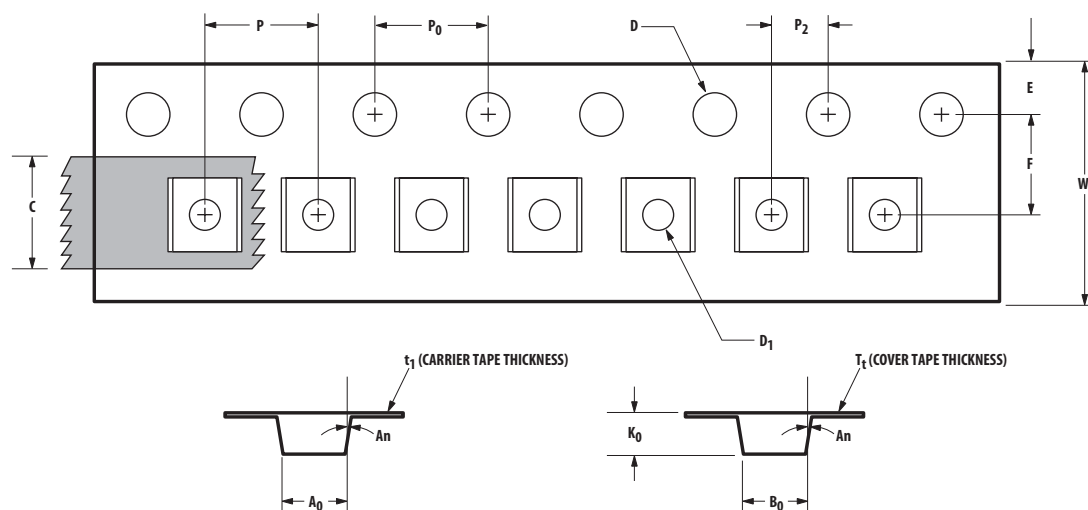 P
P0
D
P2
E
F
W
C
D1
t1 (CARRIER TAPE THICKNESS)
Tt (COVER TAPE THICKNESS)
An
K0
An
A0
B0